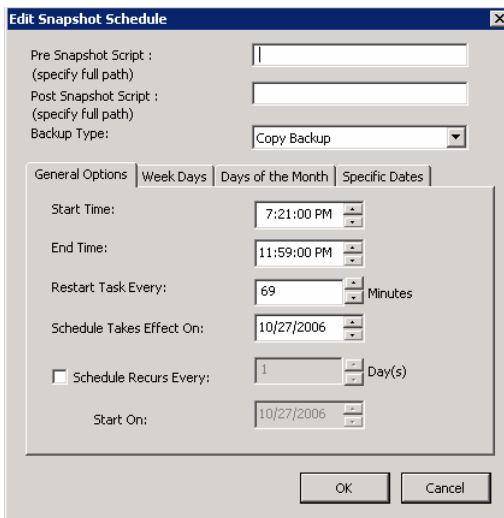 Edit Snapshot Schedule
Pre Snapshot Script :
(specify full path)
Post Snapshot Script :
(specify full path)
Backup Type: Copy Backup
General Options Week Days Days of the Month Specific Dates
Start Time: 7:21:00 PM
End Time: 11:59:00 PM
Restart Task Every: 69 Minutes
Schedule Takes Effect On: 10/27/2006
Schedule Recurs Every: 1 Day(s)
Start On: 10/27/2006
OK Cancel